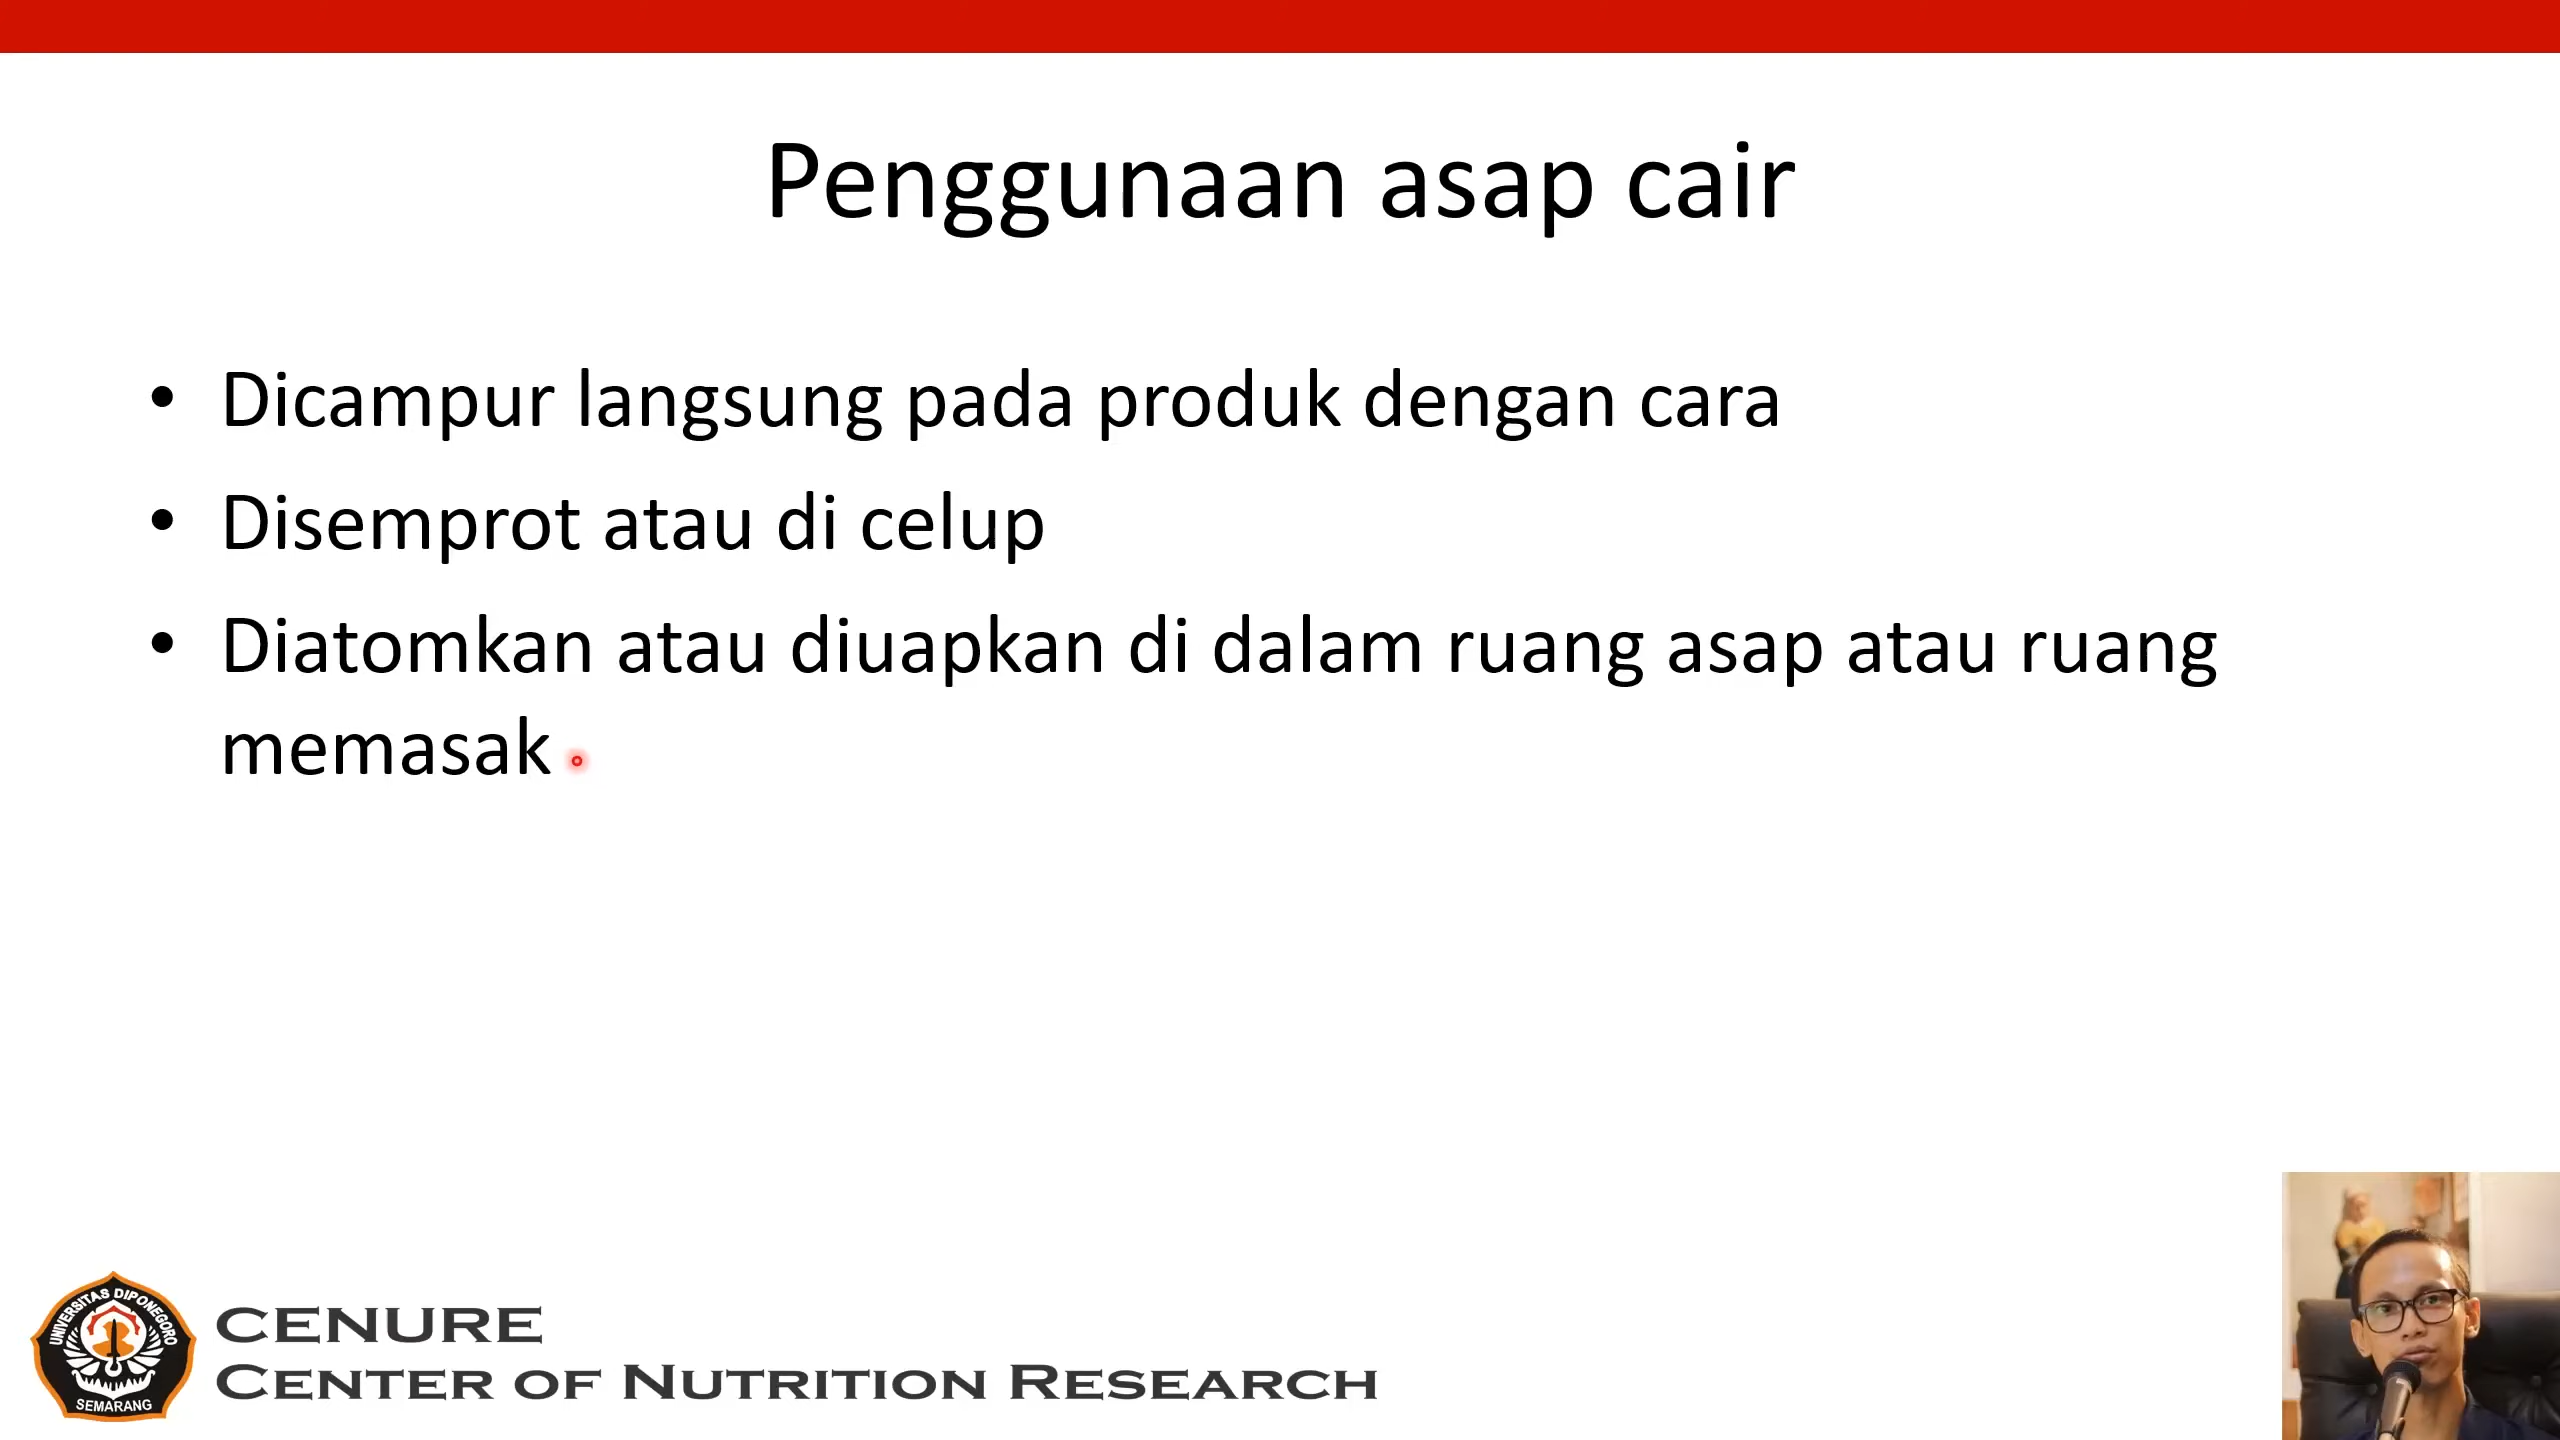 Penggunaan asap cair
• Dicampur langsung pada produk dengan cara
• Disemprot atau di celup
• Diatomkan atau diuapkan di dalam ruang asap atau ruang
memasak
UNIVERSITAS DIPONEGORO
SEMARANG
CENURE
CENTER OF NUTRITION RESEARCH